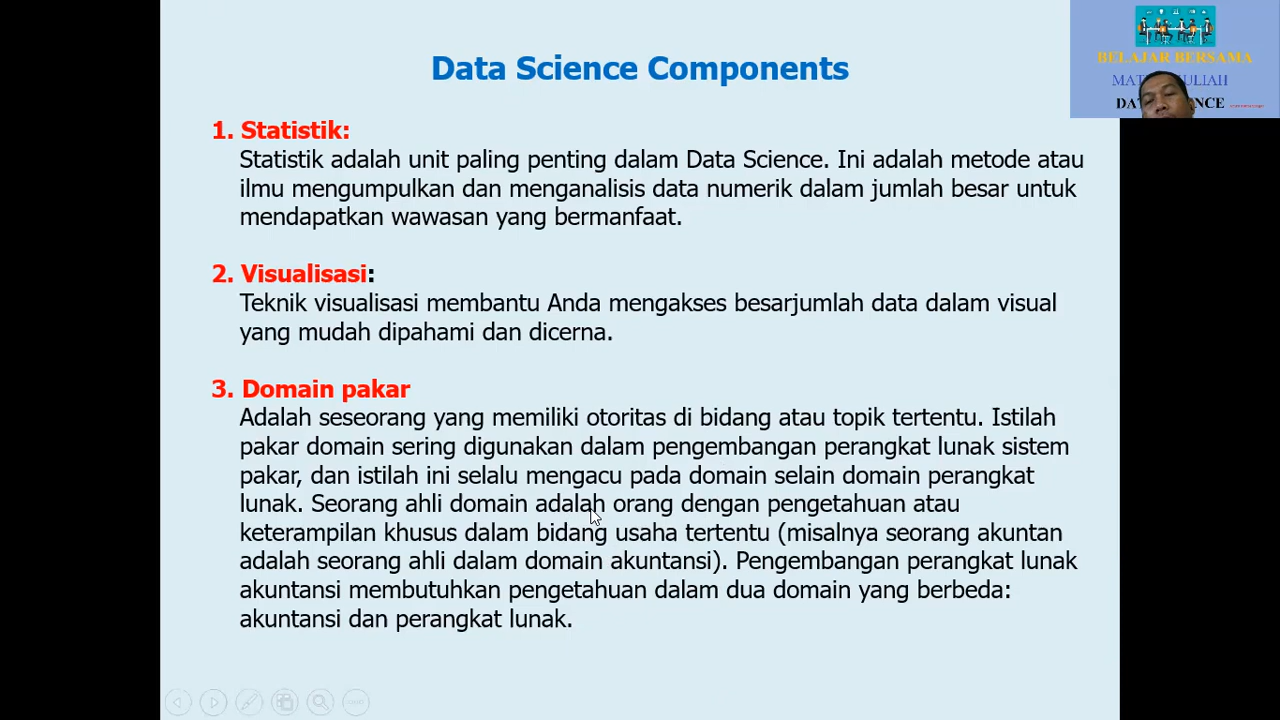 Data Science Components
BELAJAR BERSAMA
1. Statistik:
Statistik adalah unit paling penting dalam Data Science. Ini adalah metode atau
ilmu mengumpulkan dan menganalisis data numerik dalam jumlah besar untuk
mendapatkan wawasan yang bermanfaat.
2. Visualisasi:
Teknik visualisasi membantu Anda mengakses besarjumlah data dalam visual
yang mudah dipahami dan dicerna.
3. Domain pakar
Adalah seseorang yang memiliki otoritas di bidang atau topik tertentu. Istilah
pakar domain sering digunakan dalam pengembangan perangkat lunak sistem
pakar, dan istilah ini selalu mengacu pada domain selain domain perangkat
lunak. Seorang ahli domain adalah orang dengan pengetahuan atau
keterampilan khusus dalam bidang usaha tertentu (misalnya seorang akuntan
adalah seorang ahli dalam domain akuntansi). Pengembangan perangkat lunak
akuntansi membutuhkan pengetahuan dalam dua domain yang berbeda:
akuntansi dan perangkat lunak.